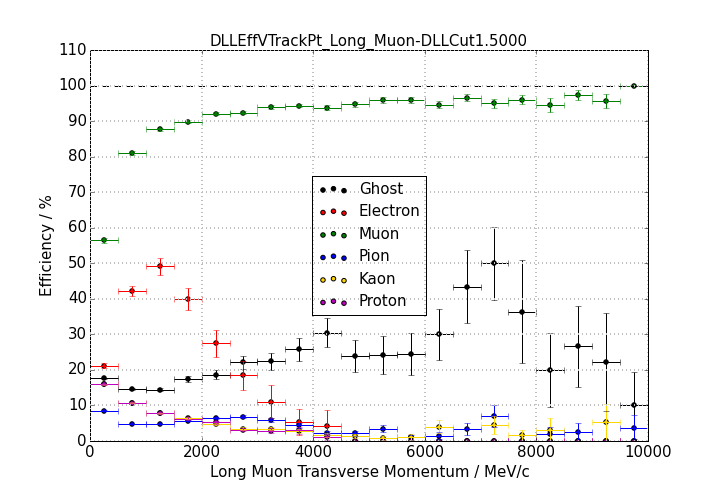 DLLEffVTrackPt_Long_Muon-DLLCut1.5000
110
100
90
80
70
60
50
40
30
20
10
0
Efficiency / %
Ghost
Electron
Muon
Pion
Kaon
Proton
0 2000 4000 6000 8000 10000
Long Muon Transverse Momentum / MeV/c